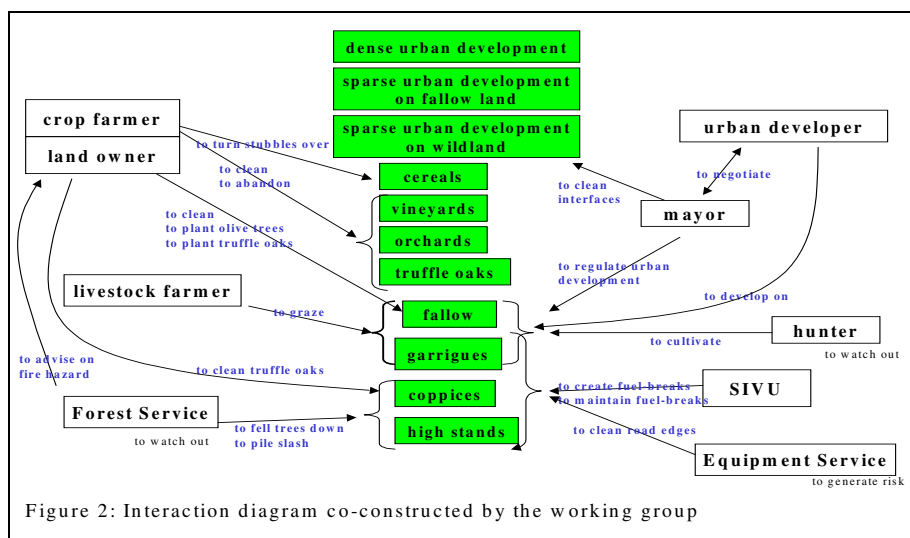 dense urban development
sparse urban development
on fallow land
sparse urban development
on wildland
crop farmer
land owner
urban developer
to turn stubbles over
to clean
to abandon
cereals
to clean
interfaces
to negotiate
mayor
vineyards
to clean
to plant olive trees
to plant truffle oaks
orchards
truffle oaks
to regulate urban
development
livestock farmer
to graze
fallow
to develop on
garrigues
to cultivate
hunter
to watch out
to advise on
fire hazard
to clean truffle oaks
coppices
to create fuel-breaks
to maintain fuel-breaks
SIVU
Forest Service
to watch out
to fell trees down
to pile slash
high stands
to clean road edges
Equipment Service
to generate risk
Figure 2: Interaction diagram co-constructed by the working group